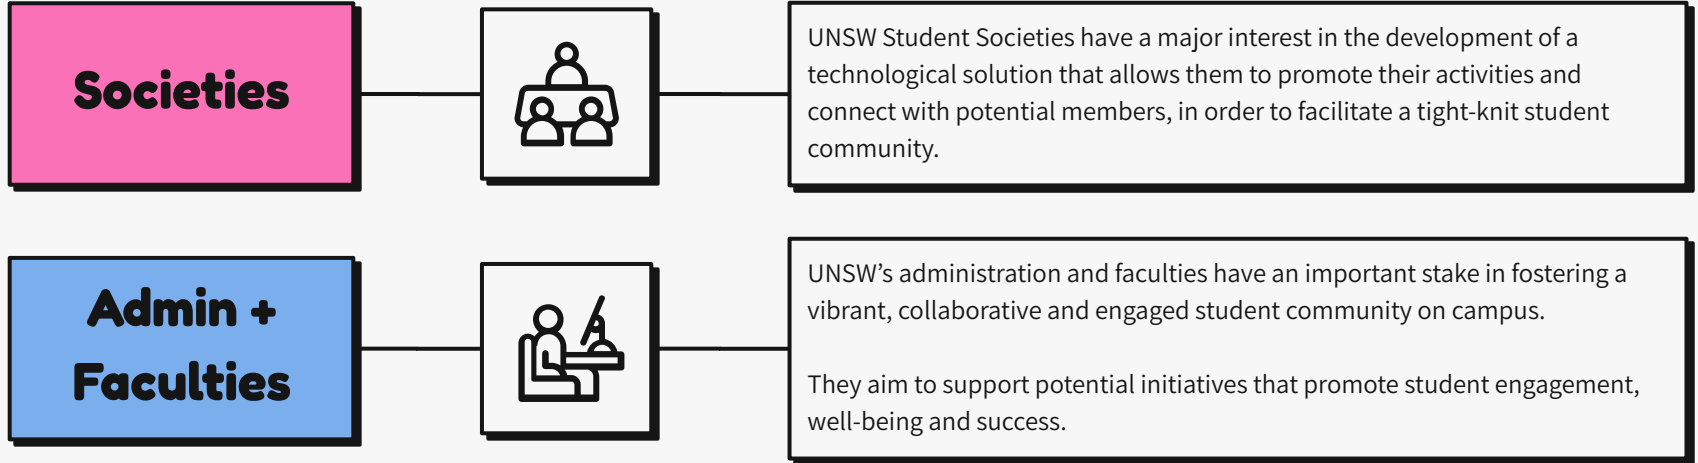 Societies
UNSW Student Societies have a major interest in the development of a
technological solution that allows them to promote their activities and
connect with potential members, in order to facilitate a tight-knit student
community.
Admin +
Faculties
UNSW’s administration and faculties have an important stake in fostering a
vibrant, collaborative and engaged student community on campus.
They aim to support potential initiatives that promote student engagement,
well-being and success.